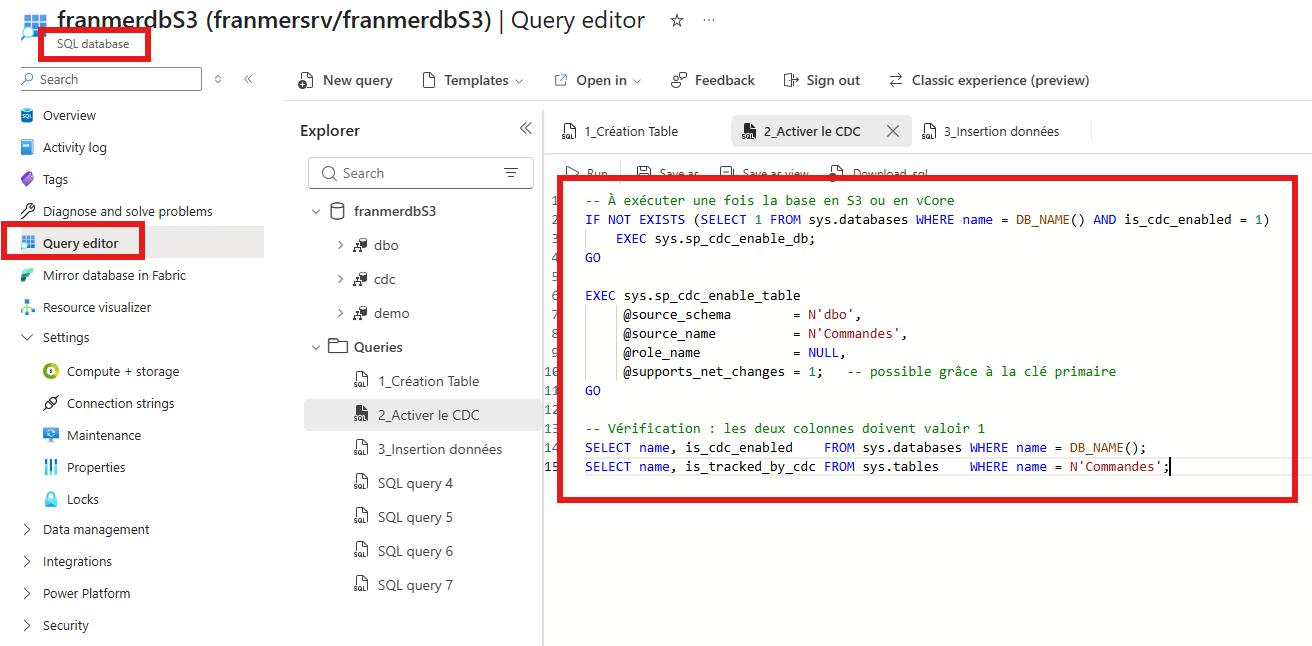 franmerdbS3 (franmersrv/franmerdbS3) | Query editor
SQL database
Search
Overview
Activity log
Tags
Diagnose and solve problems
Query editor
Mirror database in Fabric
Resource visualizer
Settings
Compute + storage
Connection strings
Maintenance
Properties
Locks
Data management
Integrations
Power Platform
Security
New query
Templates
Open in
Feedback
Sign out
Classic experience (preview)
Explorer
Search
franmerdbS3
dbo
cdc
demo
Queries
1_Création Table
2_Activer le CDC
3_Insertion données
SQL query 4
SQL query 5
SQL query 6
SQL query 7
1_Création Table
2_Activer le CDC
3_Insertion données
Run
Save as
Save as view
Download .sql
1 -- À exécuter une fois la base en S3 ou en vCore
2 IF NOT EXISTS (SELECT 1 FROM sys.databases WHERE name = DB_NAME() AND is_cdc_enabled = 1)
3 EXEC sys.sp_cdc_enable_db;
4 GO
5
6 EXEC sys.sp_cdc_enable_table
7 @source_schema = N'dbo',
8 @source_name = N'Commandes',
9 @role_name = NULL,
10 @supports_net_changes = 1; -- possible grâce à la clé primaire
11 GO
12
13 -- Vérification : les deux colonnes doivent valoir 1
14 SELECT name, is_cdc_enabled FROM sys.databases WHERE name = DB_NAME();
15 SELECT name, is_tracked_by_cdc FROM sys.tables WHERE name = N'Commandes';